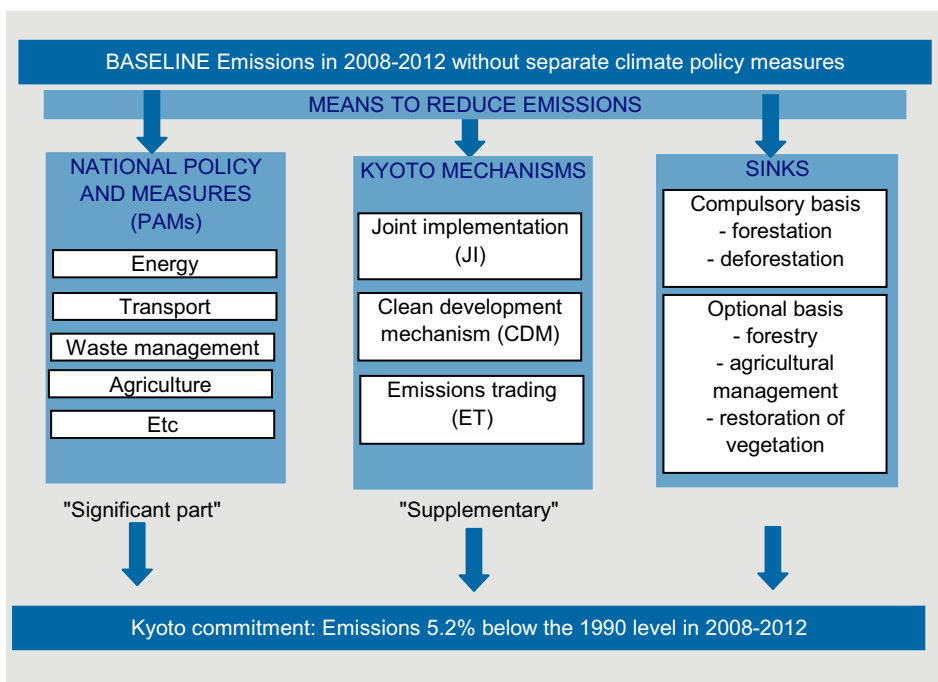 BASELINE Emissions in 2008-2012 without separate climate policy measures
MEANS TO REDUCE EMISSIONS
NATIONAL POLICY
AND MEASURES
(PAMs)
Energy
Transport
Waste management
Agriculture
Etc
"Significant part"
KYOTO MECHANISMS
Joint implementation
(JI)
Clean development
mechanism (CDM)
Emissions trading
(ET)
"Supplementary"
SINKS
Compulsory basis
- forestation
- deforestation
Optional basis
- forestry
- agricultural
management
- restoration of
vegetation
Kyoto commitment: Emissions 5.2% below the 1990 level in 2008-2012